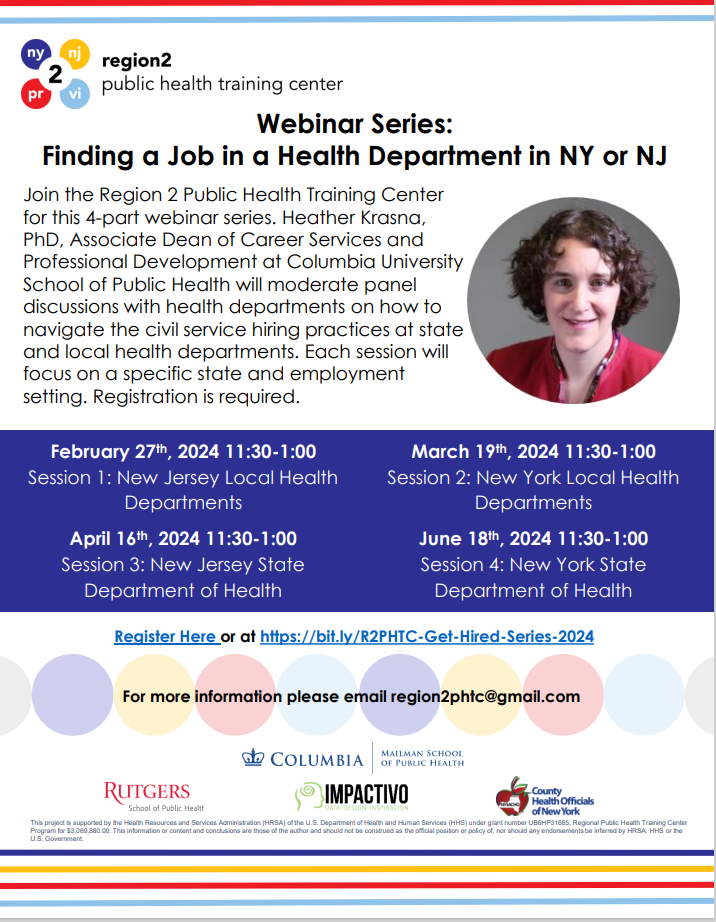 ny
nj
2
pr
vi
region2
public health training center
Webinar Series:
Finding a Job in a Health Department in NY or NJ
Join the Region 2 Public Health Training Center
for this 4-part webinar series. Heather Krasna,
PhD, Associate Dean of Career Services and
Professional Development at Columbia University
School of Public Health will moderate panel
discussions with health departments on how to
navigate the civil service hiring practices at state
and local health departments. Each session will
focus on a specific state and employment
setting. Registration is required.
February 27th, 2024 11:30-1:00
Session 1: New Jersey Local Health
Departments
March 19th, 2024 11:30-1:00
Session 2: New York Local Health
Departments
April 16th, 2024 11:30-1:00
Session 3: New Jersey State
Department of Health
June 18th, 2024 11:30-1:00
Session 4: New York State
Department of Health
Register Here or at https://bit.ly/R2PHTC-Get-Hired-Series-2024
For more information please email region2phtc@gmail.com
COLUMBIA
MAILMAN SCHOOL
OF PUBLIC HEALTH
RUTGERS
School of Public Health
IMPACTIVO
DATA DESIGN INSPIRATION
NYSACHO
County
Health Officials
of New York
This project is supported by the Health Resources and Services Administration (HRSA) of the U.S. Department of Health and Human Services (HHS) under grant number UB6HP31685, Regional Public Health Training Center
Program for $3,069,880.00. This information or content and conclusions are those of the author and should not be construed as the official position or policy of, nor should any endorsements be inferred by HRSA, HHS or the
U.S. Government.